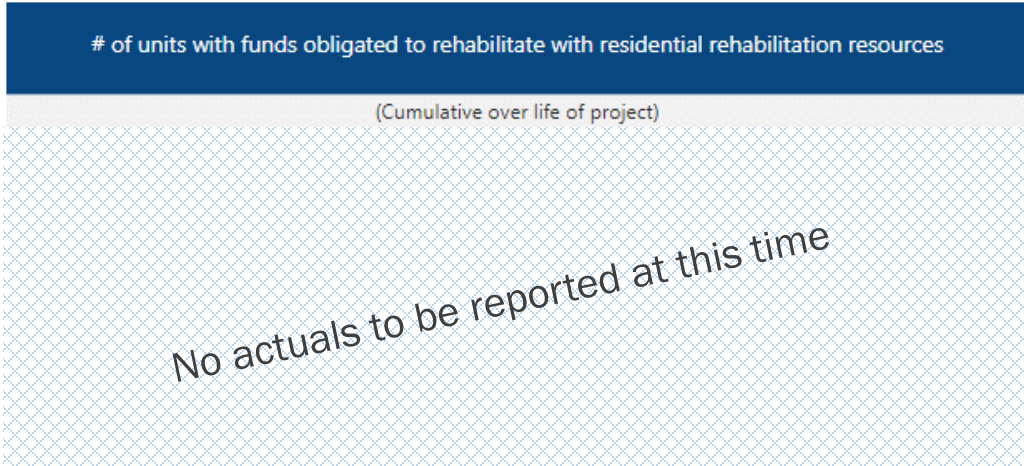 # of units with funds obligated to rehabilitate with residential rehabilitation resources
(Cumulative over life of project)
No actuals to be reported at this time